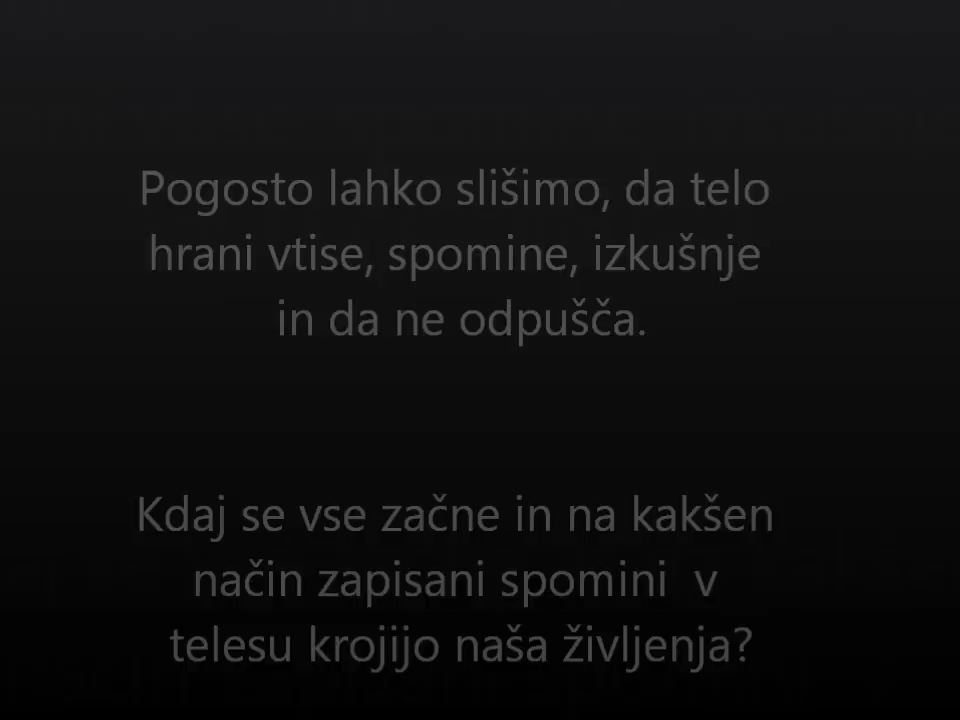 Pogosto lahko slišimo, da telo
hrani vtise, spomine, izkušnje
in da ne odpušča.
Kdaj se vse začne in na kakšen
način zapisani spomini v
telesu krojijo naša življenja?